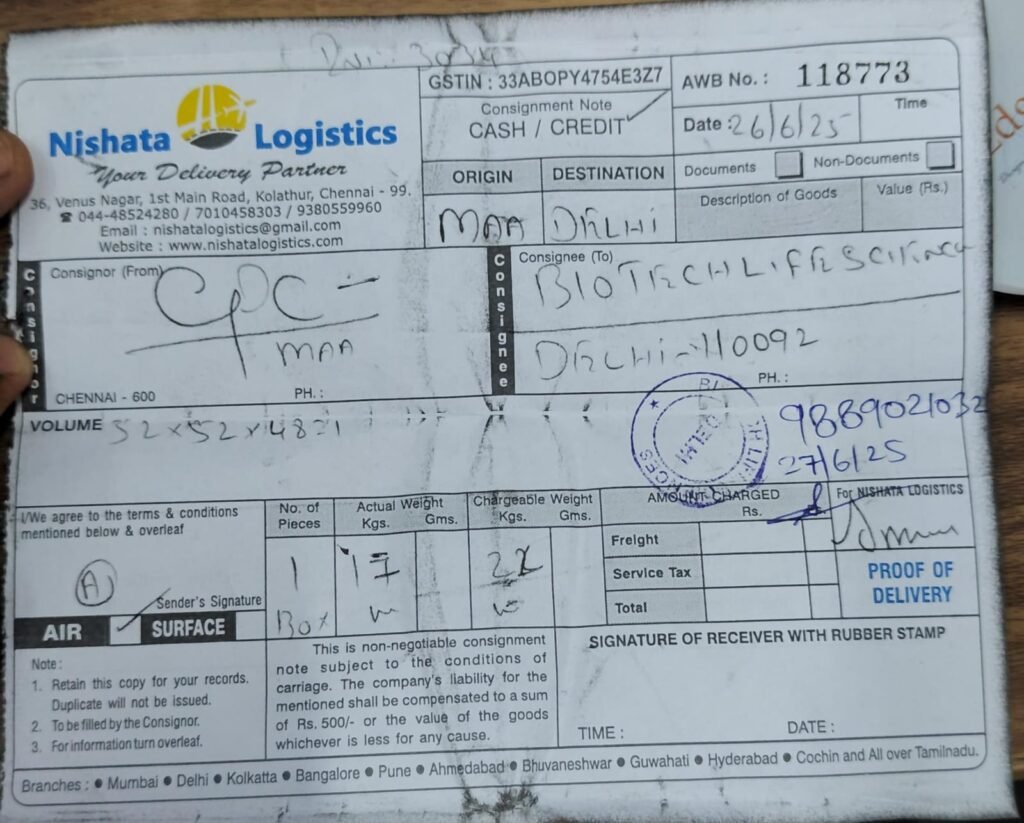 3034
GSTIN : 33ABOPY4754E3Z7
AWB No. : 118773
Nishata Logistics
Your Delivery Partner
36, Venus Nagar, 1st Main Road, Kolathur, Chennai - 99.
☎ 044-48524280 / 7010458303 / 9380559960
Email : nishatalogistics@gmail.com
Website : www.nishatalogistics.com
Consignment Note
CASH / CREDIT
Date : 26/6/25
Time
ORIGIN
DESTINATION
MAA
DELHI
Documents
Non-Documents
Description of Goods
Value (Rs.)
Consignor
Consignor (From)
CPC
MAA
CHENNAI - 600
PH. :
Consignee
Consignee (To)
BIOTECH LIFE SCIENCE
DELHI-110092
PH. :
VOLUME 52x52x48=1
DELHI
9889021032
27/6/25
I/We agree to the terms & conditions
mentioned below & overleaf
A
Sender's Signature
AIR
SURFACE
No. of Pieces
Actual Weight
Kgs. Gms.
Chargeable Weight
Kgs. Gms.
1
Box
17
AMOUNT CHARGED
Rs.
Freight
Service Tax
Total
For NISHATA LOGISTICS
PROOF OF
DELIVERY
Note :
1. Retain this copy for your records.
Duplicate will not be issued.
2. To be filled by the Consignor.
3. For information turn overleaf.
This is non-negotiable consignment
note subject to the conditions of
carriage. The company's liability for the
mentioned shall be compensated to a sum
of Rs. 500/- or the value of the goods
whichever is less for any cause.
SIGNATURE OF RECEIVER WITH RUBBER STAMP
TIME :
DATE :
Branches : ● Mumbai ● Delhi ● Kolkatta ● Bangalore ● Pune ● Ahmedabad ● Bhuvaneshwar ● Guwahati ● Hyderabad ● Cochin and All over Tamilnadu.